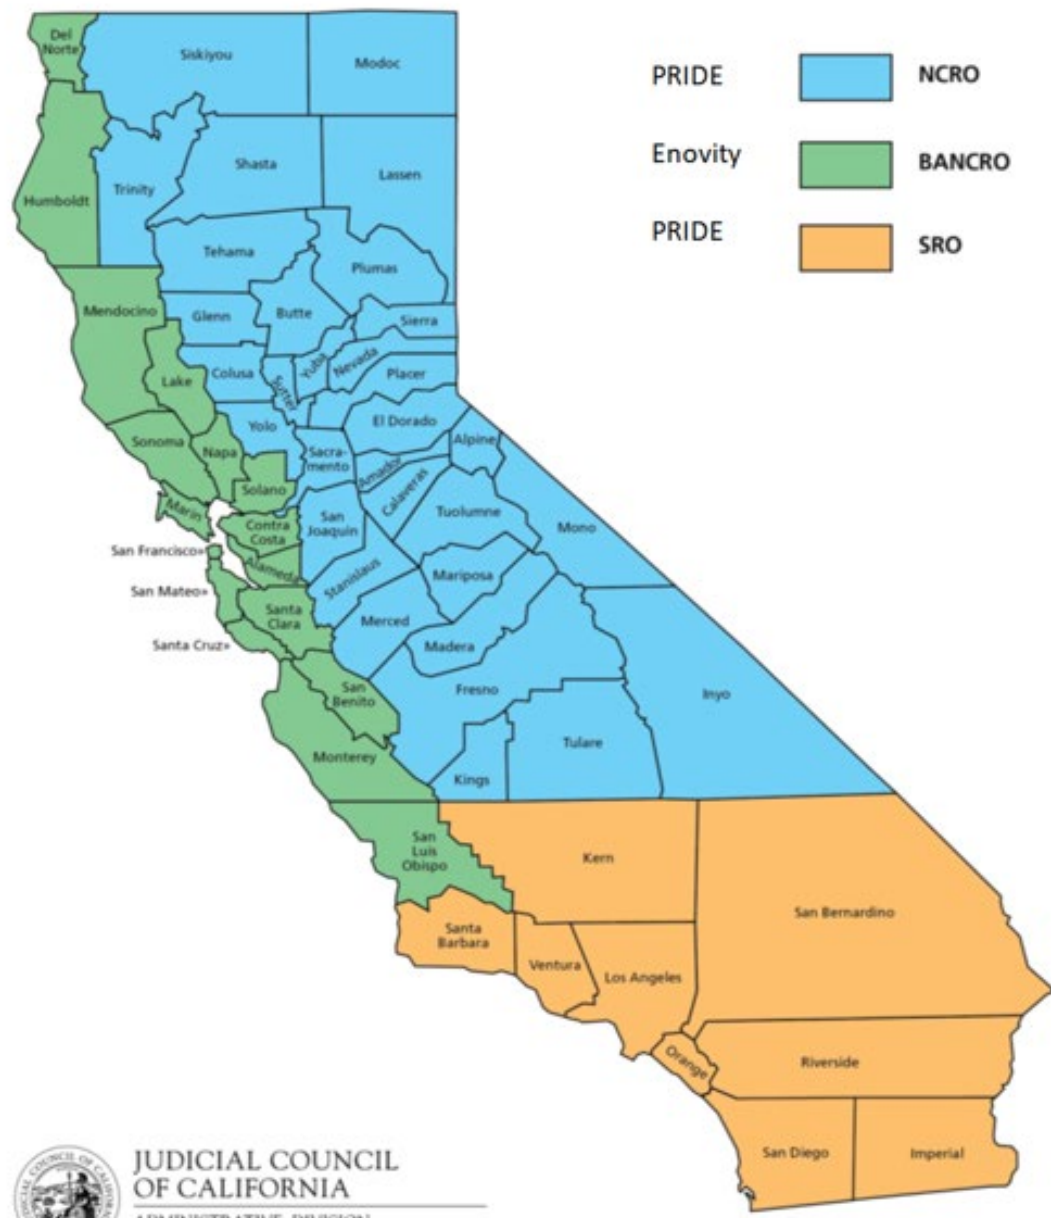 Del
Norte
Siskiyou
Modoc
PRIDE
NCRO
Enovity
BANCRO
PRIDE
SRO
Humboldt
Trinity
Shasta
Lassen
Tehama
Plumas
Mendocino
Glenn
Butte
Sierra
Lake
Colusa
Sutter
Yuba
Nevada
Placer
Sonoma
Napa
Yolo
El Dorado
Sacra-
mento
Amador
Alpine
Solano
Calaveras
Marin
Contra
Costa
San
Joaquin
Tuolumne
Mono
San Francisco»
Alameda
Stanislaus
Mariposa
San Mateo»
Santa
Clara
Merced
Santa Cruz»
Madera
San
Benito
Fresno
Inyo
Monterey
Kings
Tulare
San
Luis
Obispo
Kern
San Bernardino
Santa
Barbara
Ventura
Los Angeles
Orange
Riverside
San Diego
Imperial
JUDICIAL COUNCIL
OF CALIFORNIA
ADMINISTRATIVE DIVISION